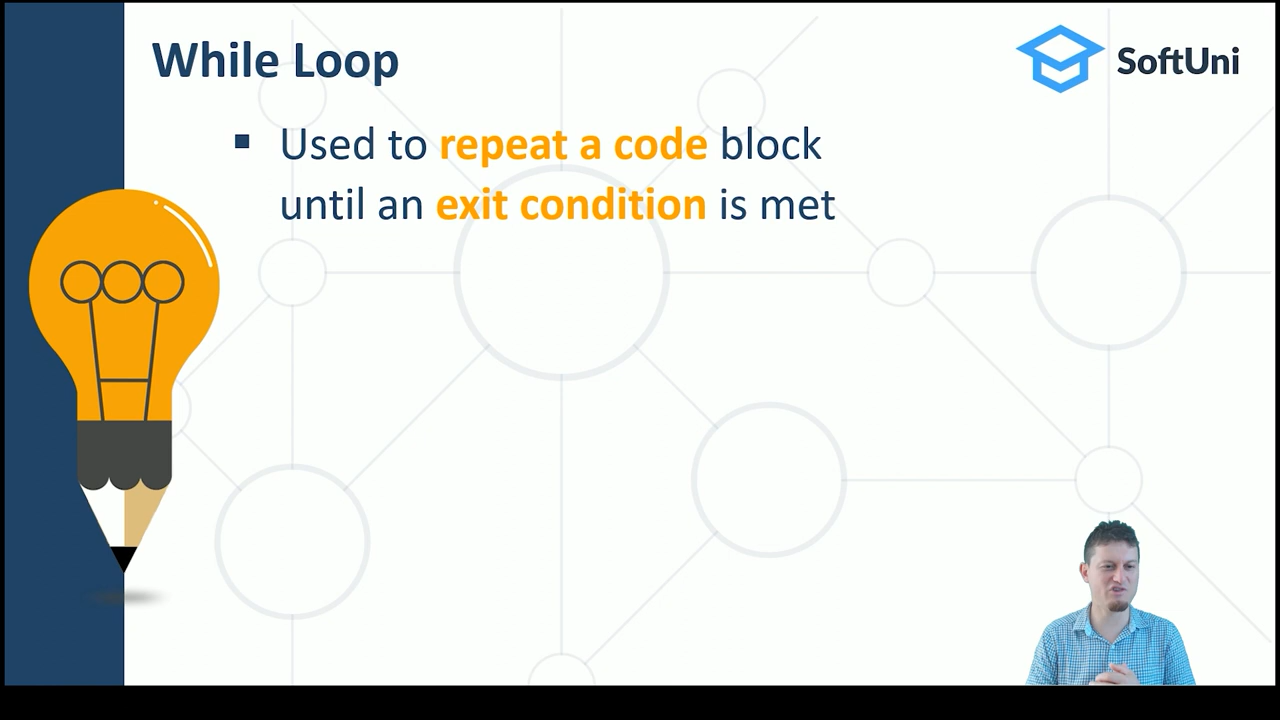 While Loop
SoftUni
▪ Used to repeat a code block
until an exit condition is met